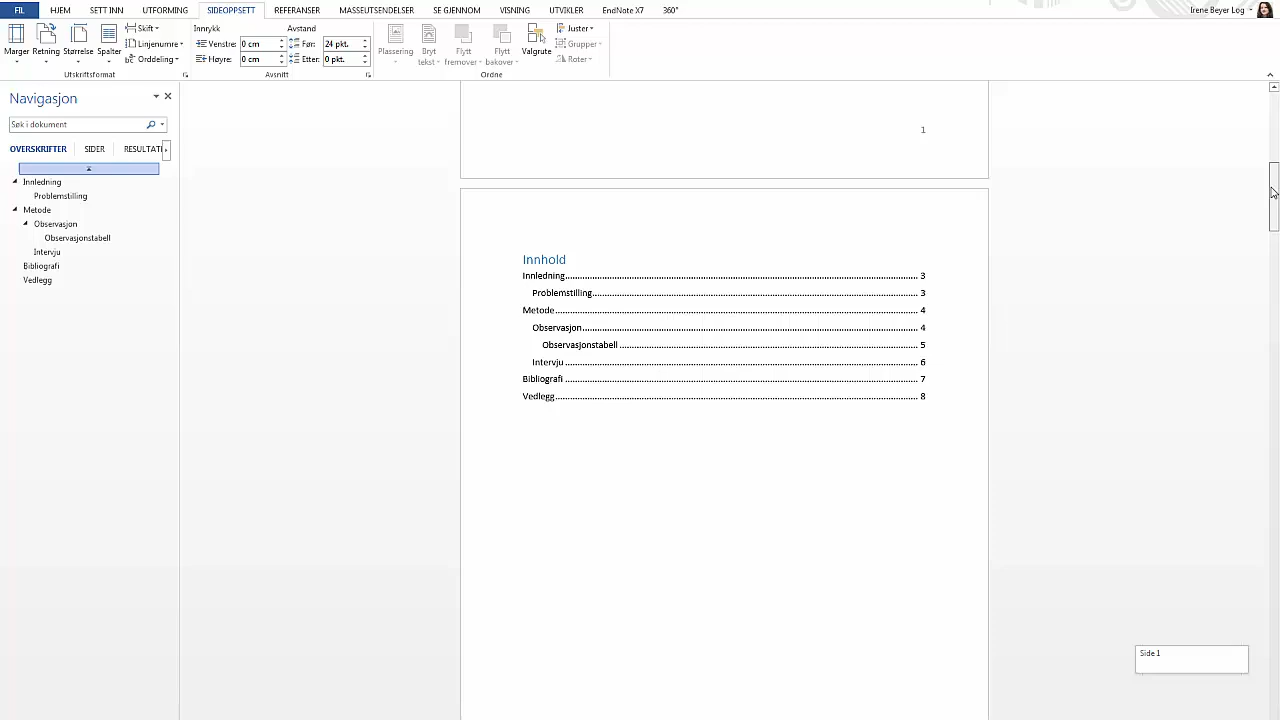 FIL HJEM SETT INN UTFORMING SIDEOPPSETT REFERANSER MASSEUTSENDELSER SE GJENNOM VISNING UTVIKLER EndNote X7 360° Irene Beyer Log
Marger Retning Størrelse Spalter
Skift
Linjenumre
Orddeling
Utskriftsformat
Innrykk Avstand
Venstre: 0 cm Før: 24 pkt.
Høyre: 0 cm Etter: 0 pkt.
Avsnitt
Plassering Bryt tekst Flytt fremover Flytt bakover Valgrute
Juster
Grupper
Roter
Ordne
Navigasjon
Søk i dokument
OVERSKRIFTER SIDER RESULTAT
Innledning
Problemstilling
Metode
Observasjon
Observasjonstabell
Intervju
Bibliografi
Vedlegg
1
Innhold
Innledning 3
Problemstilling 3
Metode 4
Observasjon 4
Observasjonstabell 5
Intervju 6
Bibliografi 7
Vedlegg 8
Side 1